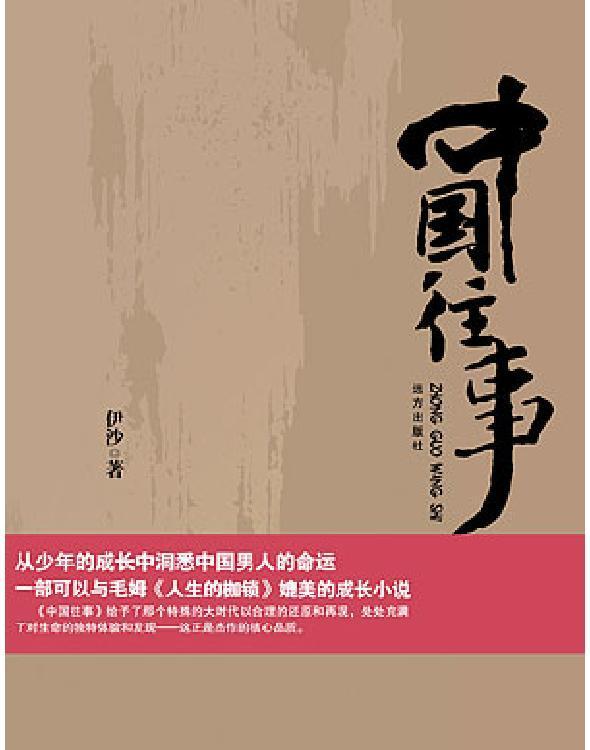 中国往事
ZHONG GUO WANG SHI
远方出版社
伊沙 著
从少年的成长中洞悉中国男人的命运
一部可以与毛姆《人生的枷锁》媲美的成长小说
《中国往事》给予了那个特殊的大时代以合理的还原和再现，处处充满
了对生命的独特体验和发现——这正是杰作的核心品质。